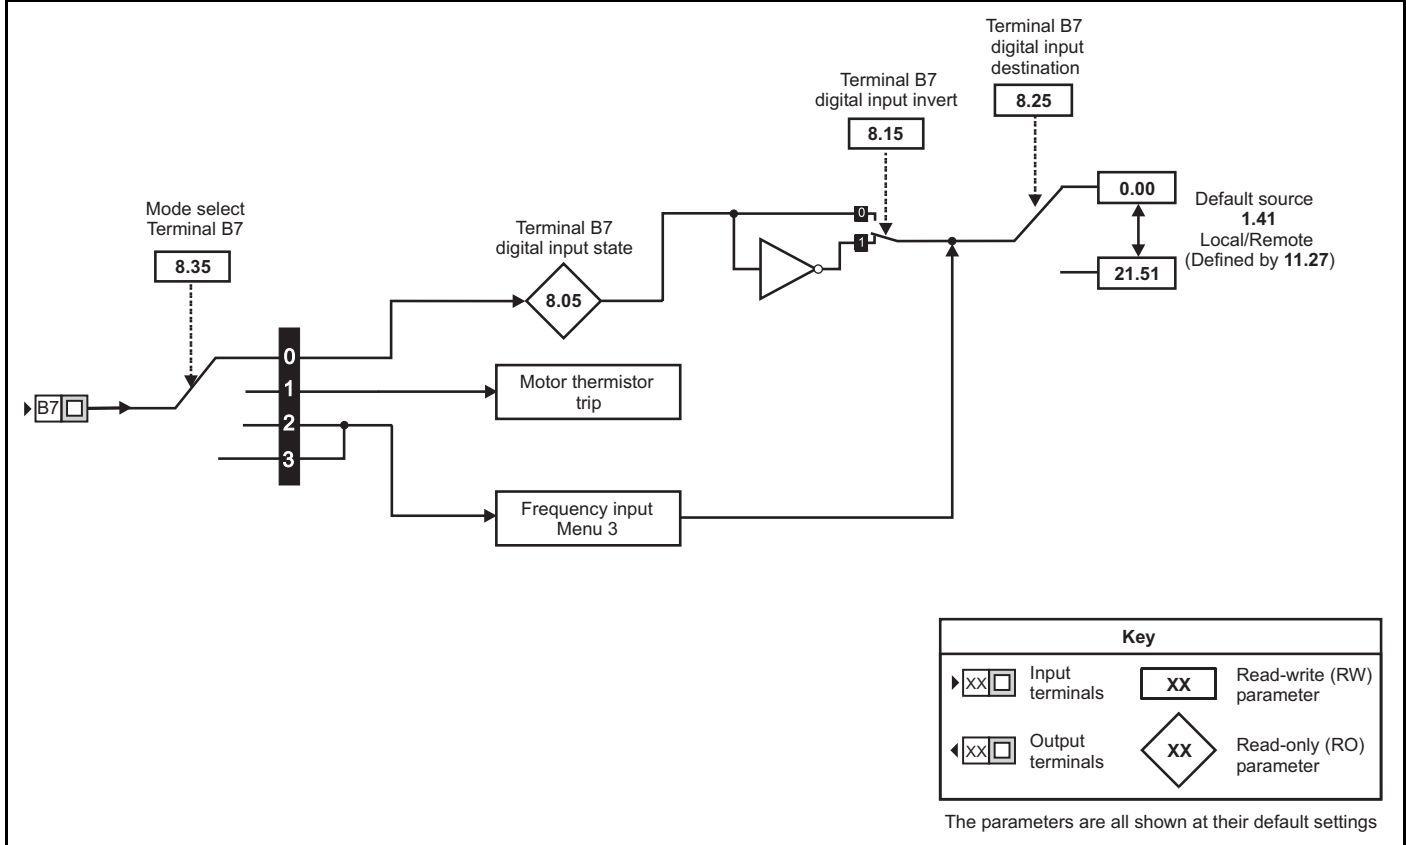 Terminal B7
digital input
destination
8.25
Terminal B7
digital input invert
8.15
Mode select
Terminal B7
8.35
Terminal B7
digital input state
8.05
0
1
0.00
21.51
Default source
1.41
Local/Remote
(Defined by 11.27)
B7
0
1
2
3
Motor thermistor
trip
Frequency input
Menu 3
Key
XX
Input
terminals
XX
Read-write (RW)
parameter
XX
Output
terminals
XX
Read-only (RO)
parameter
The parameters are all shown at their default settings